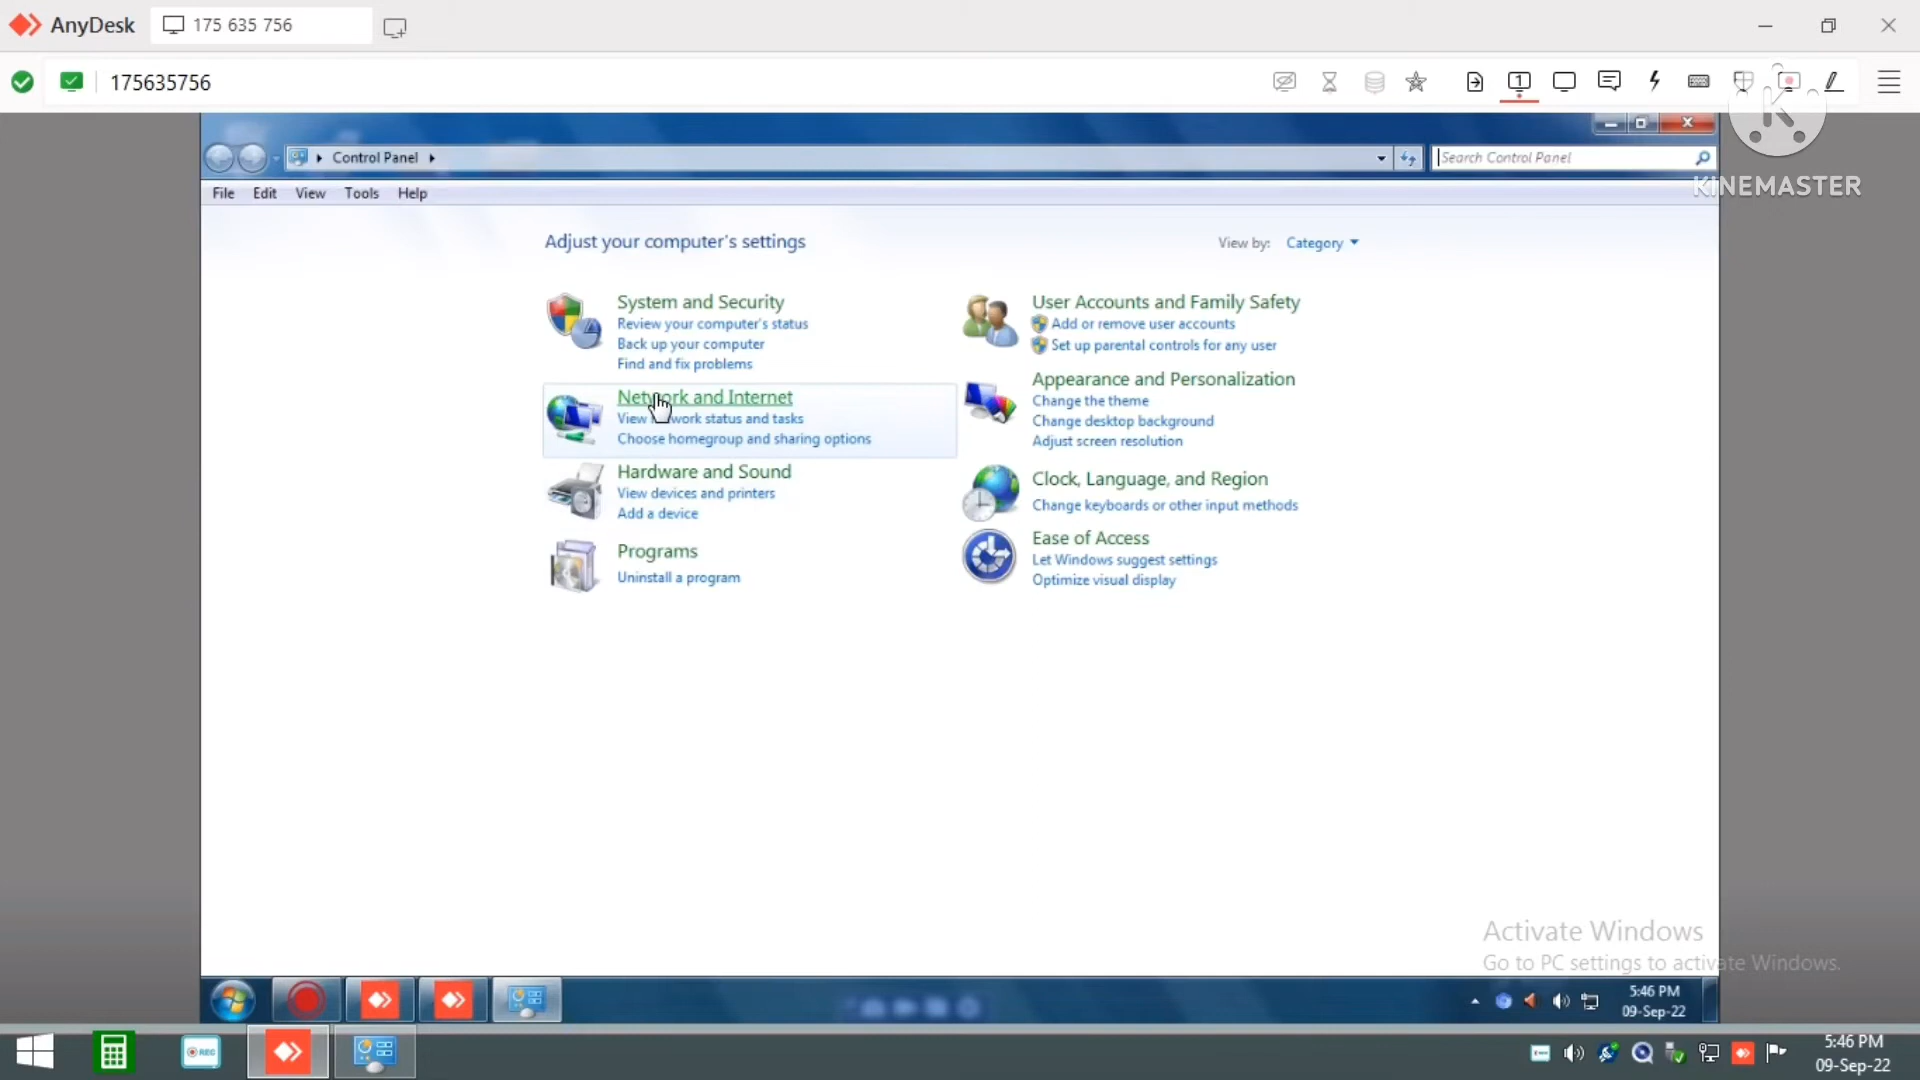 AnyDesk
175 635 756
175635756
1
KINEMASTER
Control Panel
Search Control Panel
File Edit View Tools Help
Adjust your computer's settings
View by: Category
System and Security
Review your computer's status
Back up your computer
Find and fix problems
Network and Internet
View network status and tasks
Choose homegroup and sharing options
Hardware and Sound
View devices and printers
Add a device
Programs
Uninstall a program
User Accounts and Family Safety
Add or remove user accounts
Set up parental controls for any user
Appearance and Personalization
Change the theme
Change desktop background
Adjust screen resolution
Clock, Language, and Region
Change keyboards or other input methods
Ease of Access
Let Windows suggest settings
Optimize visual display
Activate Windows
Go to PC settings to activate Windows.
5:46 PM
09-Sep-22
REC
5:46 PM
09-Sep-22